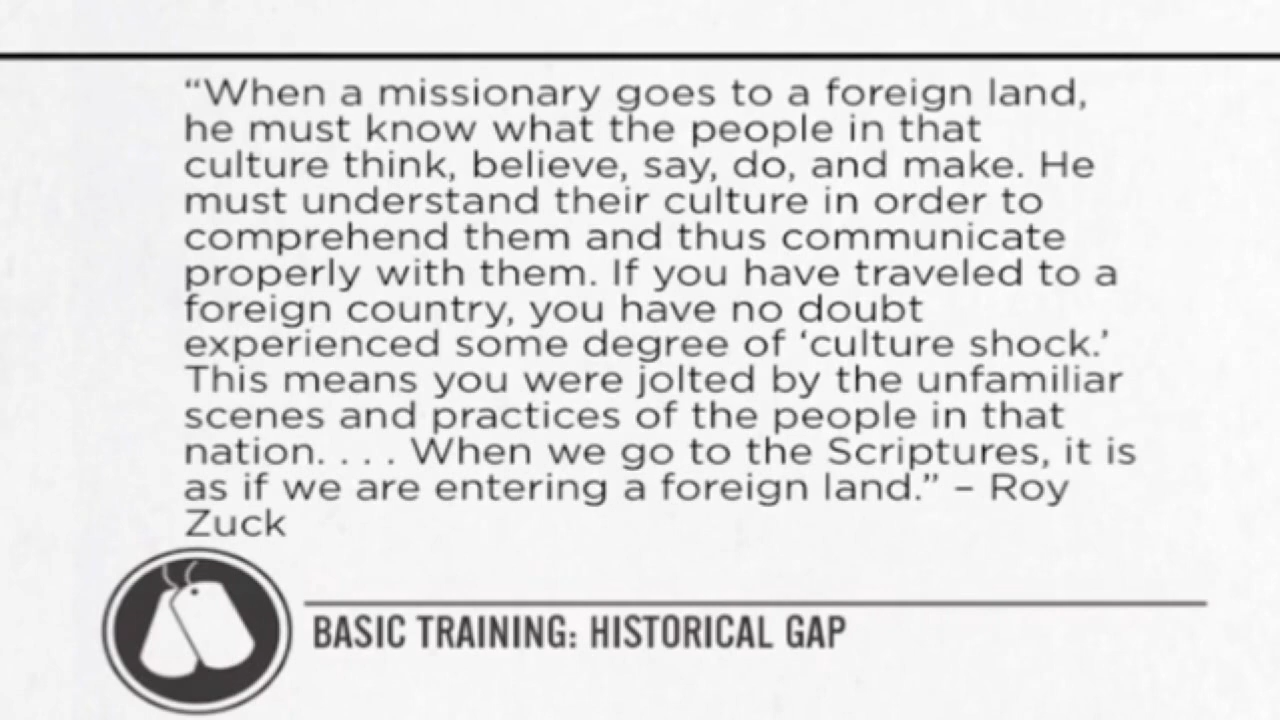 “When a missionary goes to a foreign land,
he must know what the people in that
culture think, believe, say, do, and make. He
must understand their culture in order to
comprehend them and thus communicate
properly with them. If you have traveled to a
foreign country, you have no doubt
experienced some degree of ‘culture shock.’
This means you were jolted by the unfamiliar
scenes and practices of the people in that
nation. . . . When we go to the Scriptures, it is
as if we are entering a foreign land.” – Roy
Zuck
BASIC TRAINING: HISTORICAL GAP